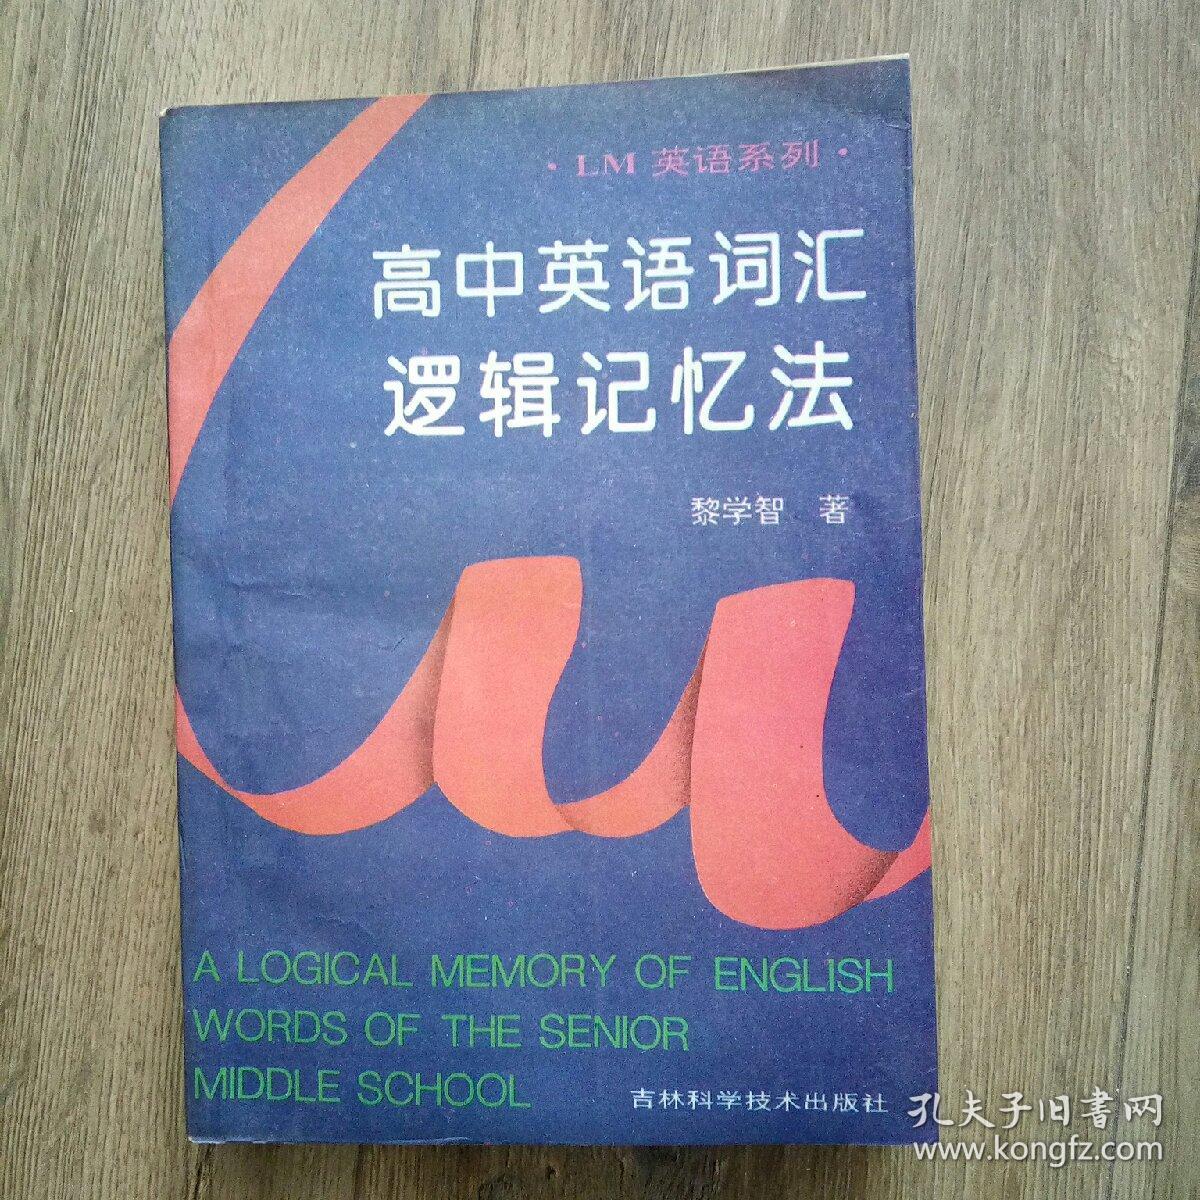 · LM 英语系列 ·
高中英语词汇
逻辑记忆法
黎学智 著
A LOGICAL MEMORY OF ENGLISH
WORDS OF THE SENIOR
MIDDLE SCHOOL
吉林科学技术出版社
孔夫子旧书网
www.kongfz.com